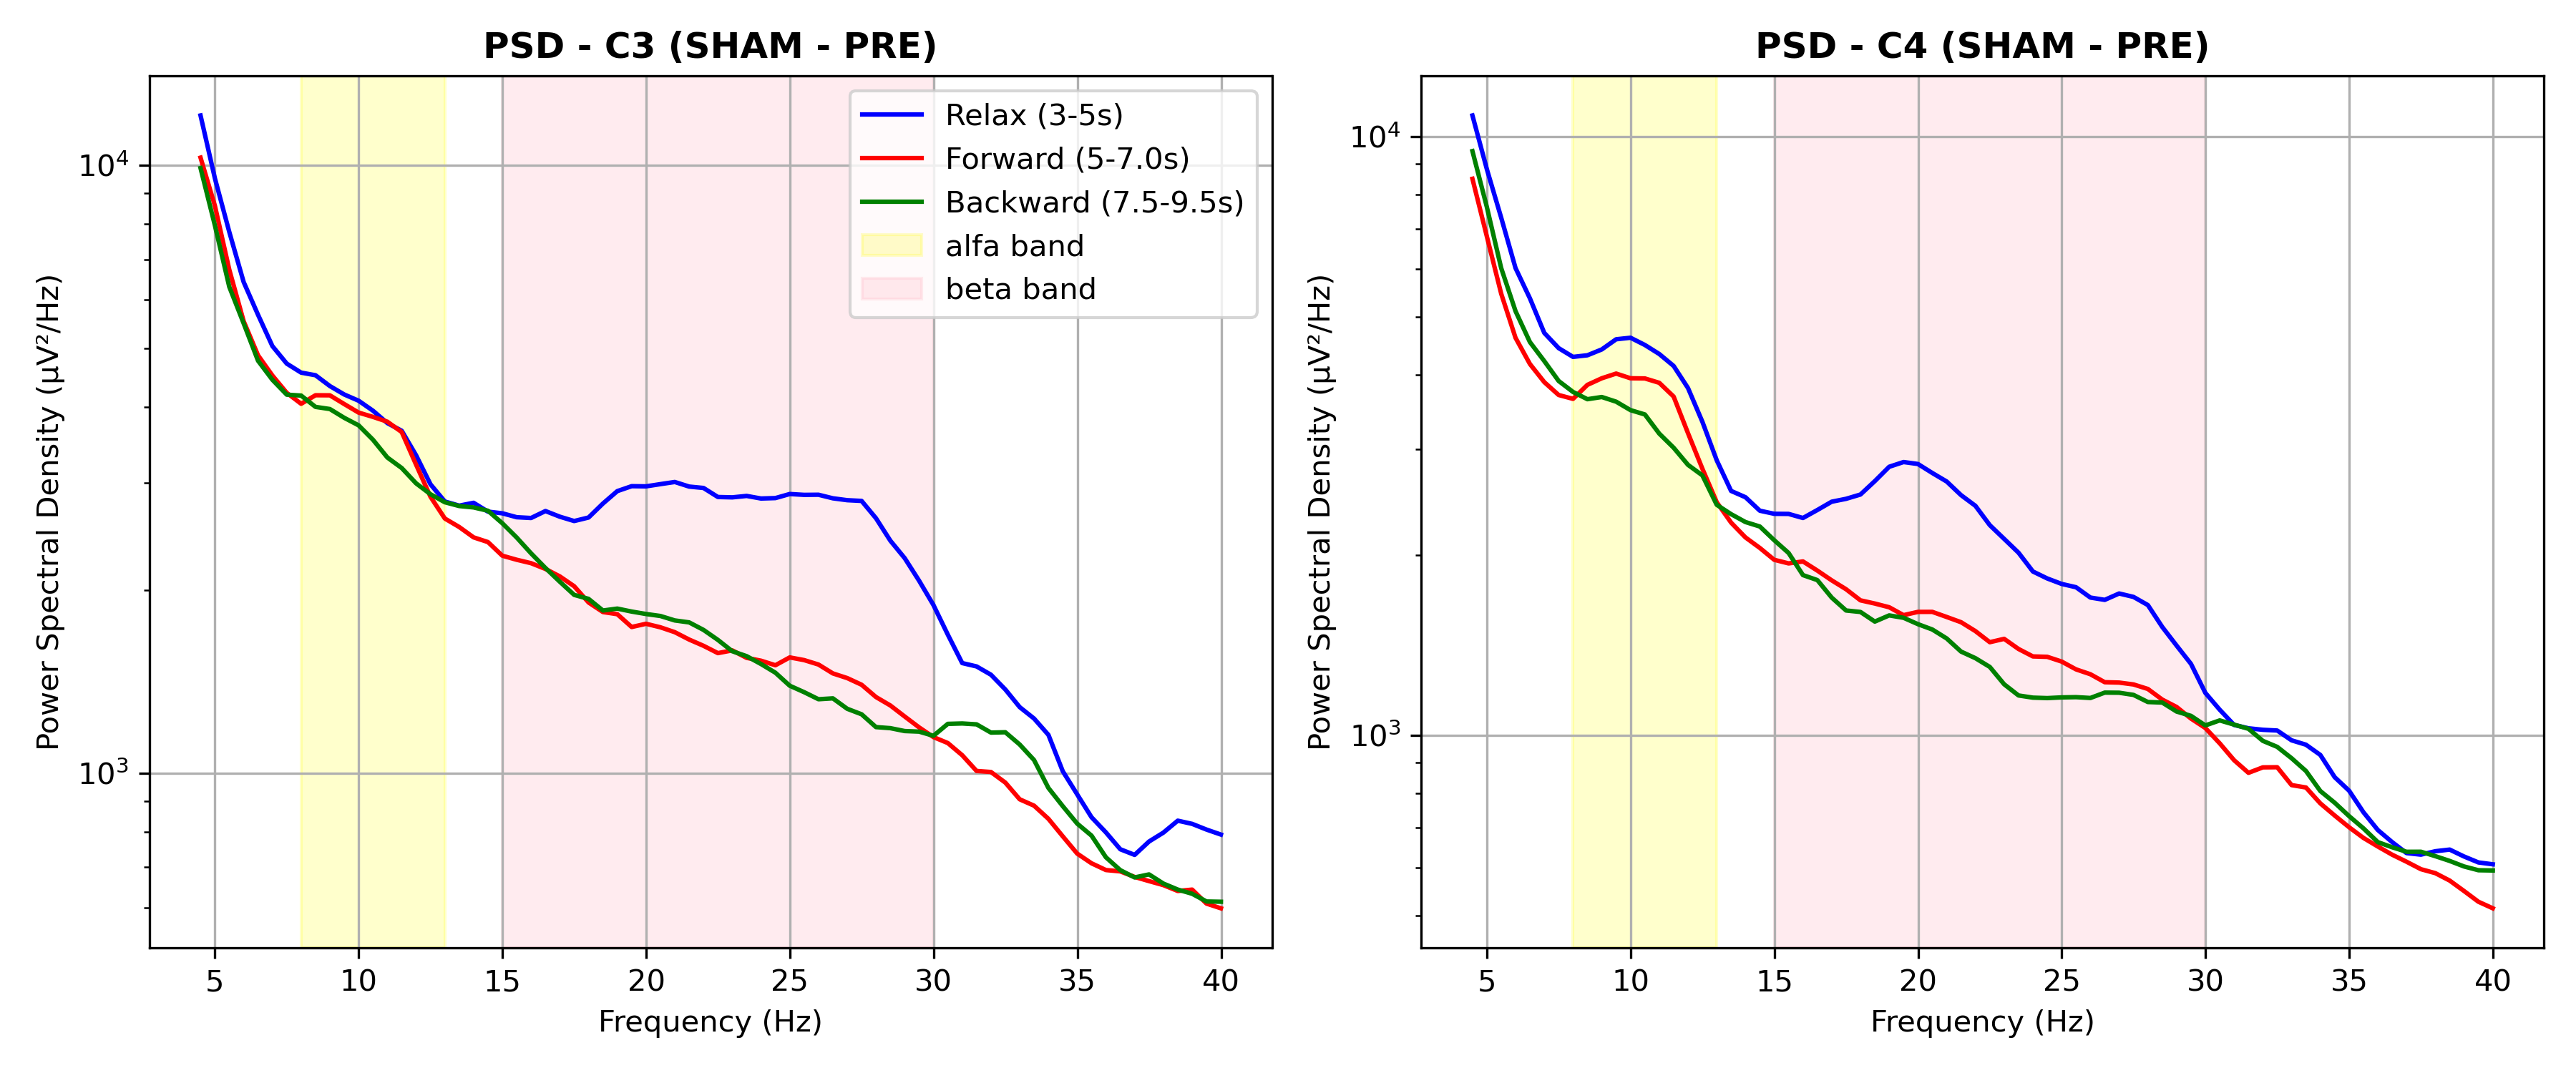 PSD - C3 (SHAM - PRE)
Power Spectral Density (µV²/Hz)
10⁴
10³
Relax (3-5s)
Forward (5-7.0s)
Backward (7.5-9.5s)
alfa band
beta band
5 10 15 20 25 30 35 40
Frequency (Hz)
PSD - C4 (SHAM - PRE)
Power Spectral Density (µV²/Hz)
10⁴
10³
5 10 15 20 25 30 35 40
Frequency (Hz)